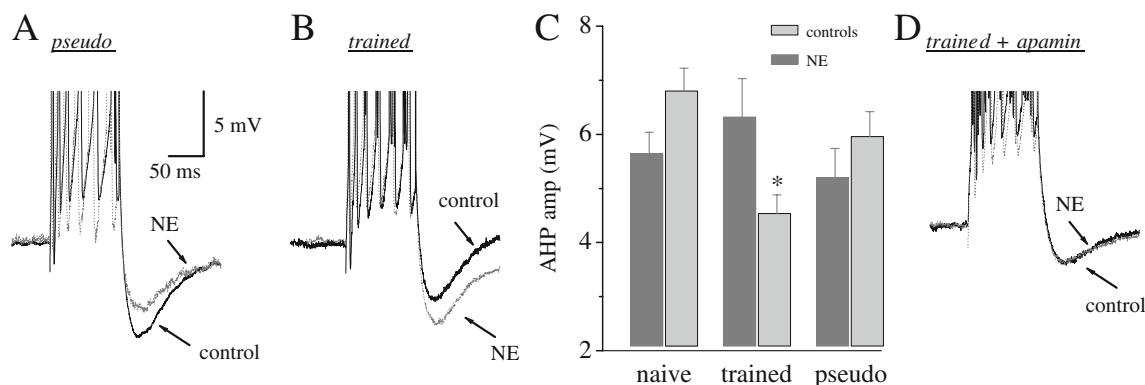 A
pseudo
5 mV
50 ms
NE
control
B
trained
control
NE
C
AHP amp (mV)
8
6
4
2
controls
NE
*
naive
trained
pseudo
D
trained + apamin
NE
control